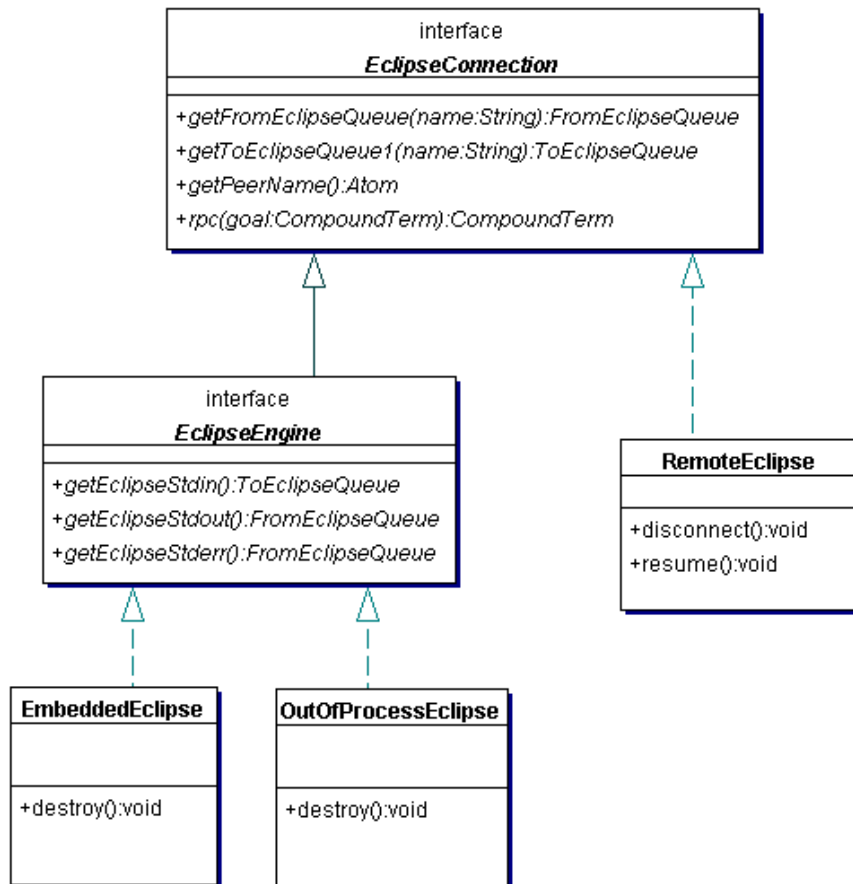 interface
EclipseConnection
+getFromEclipseQueue(name:String):FromEclipseQueue
+getToEclipseQueue1(name:String):ToEclipseQueue
+getPeerName():Atom
+rpc(goal:CompoundTerm):CompoundTerm
interface
EclipseEngine
+getEclipseStdin():ToEclipseQueue
+getEclipseStdout():FromEclipseQueue
+getEclipseStderr():FromEclipseQueue
RemoteEclipse
+disconnect():void
+resume():void
EmbeddedEclipse
+destroy():void
OutOfProcessEclipse
+destroy():void